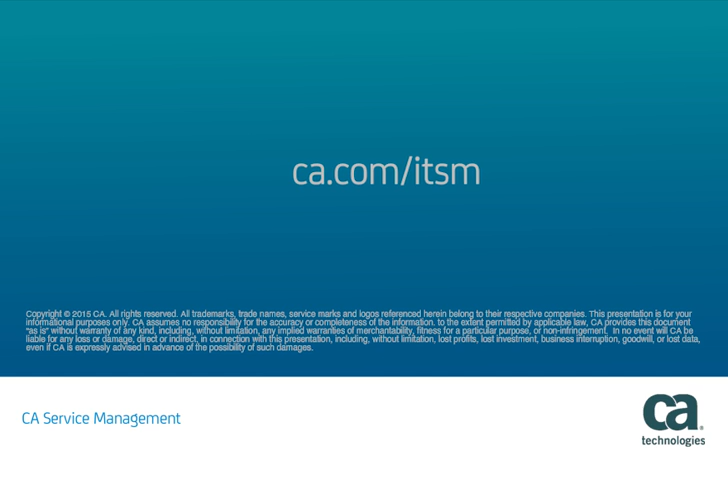 ca.com/itsm
Copyright © 2015 CA. All rights reserved. All trademarks, trade names, service marks and logos referenced herein belong to their respective companies. This presentation is for your
informational purposes only. CA assumes no responsibility for the accuracy or completeness of the information. to the extent permitted by applicable law, CA provides this document
"as is" without warranty of any kind, including, without limitation, any implied warranties of merchantability, fitness for a particular purpose, or non-infringement. In no event will CA be
liable for any loss or damage, direct or indirect, in connection with this presentation, including, without limitation, lost profits, lost investment, business interruption, goodwill, or lost data,
even if CA is expressly advised in advance of the possibility of such damages.
CA Service Management
ca®
technologies